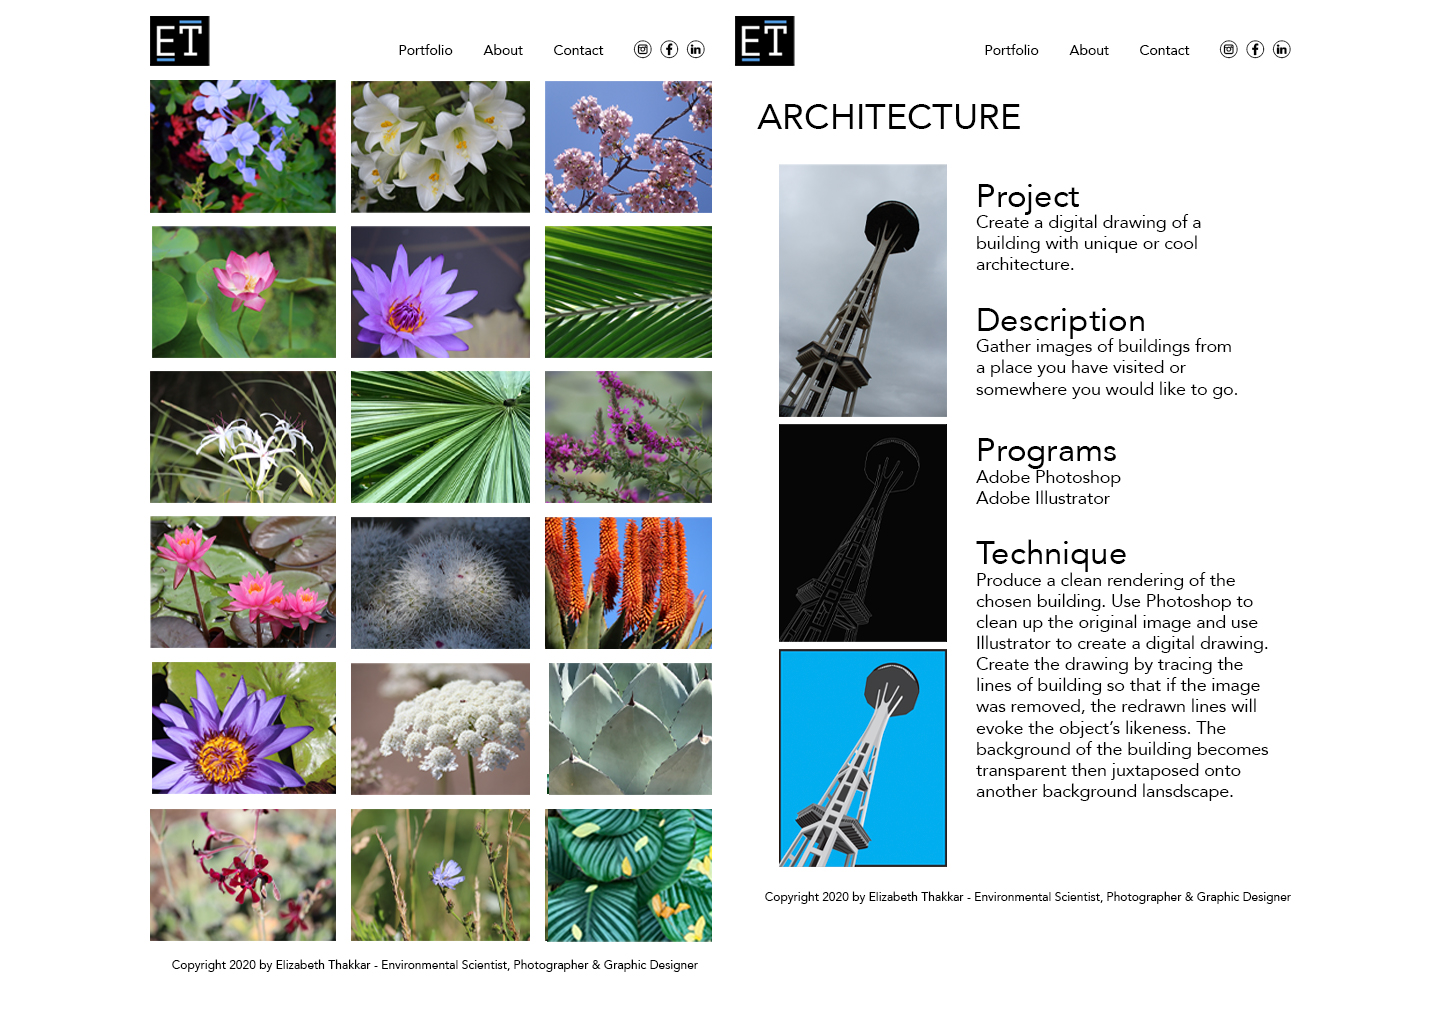 ET
Portfolio About Contact
Copyright 2020 by Elizabeth Thakkar - Environmental Scientist, Photographer & Graphic Designer
ET
Portfolio About Contact
ARCHITECTURE
Project
Create a digital drawing of a
building with unique or cool
architecture.
Description
Gather images of buildings from
a place you have visited or
somewhere you would like to go.
Programs
Adobe Photoshop
Adobe Illustrator
Technique
Produce a clean rendering of the
chosen building. Use Photoshop to
clean up the original image and use
Illustrator to create a digital drawing.
Create the drawing by tracing the
lines of building so that if the image
was removed, the redrawn lines will
evoke the object’s likeness. The
background of the building becomes
transparent then juxtaposed onto
another background lansdscape.
Copyright 2020 by Elizabeth Thakkar - Environmental Scientist, Photographer & Graphic Designer